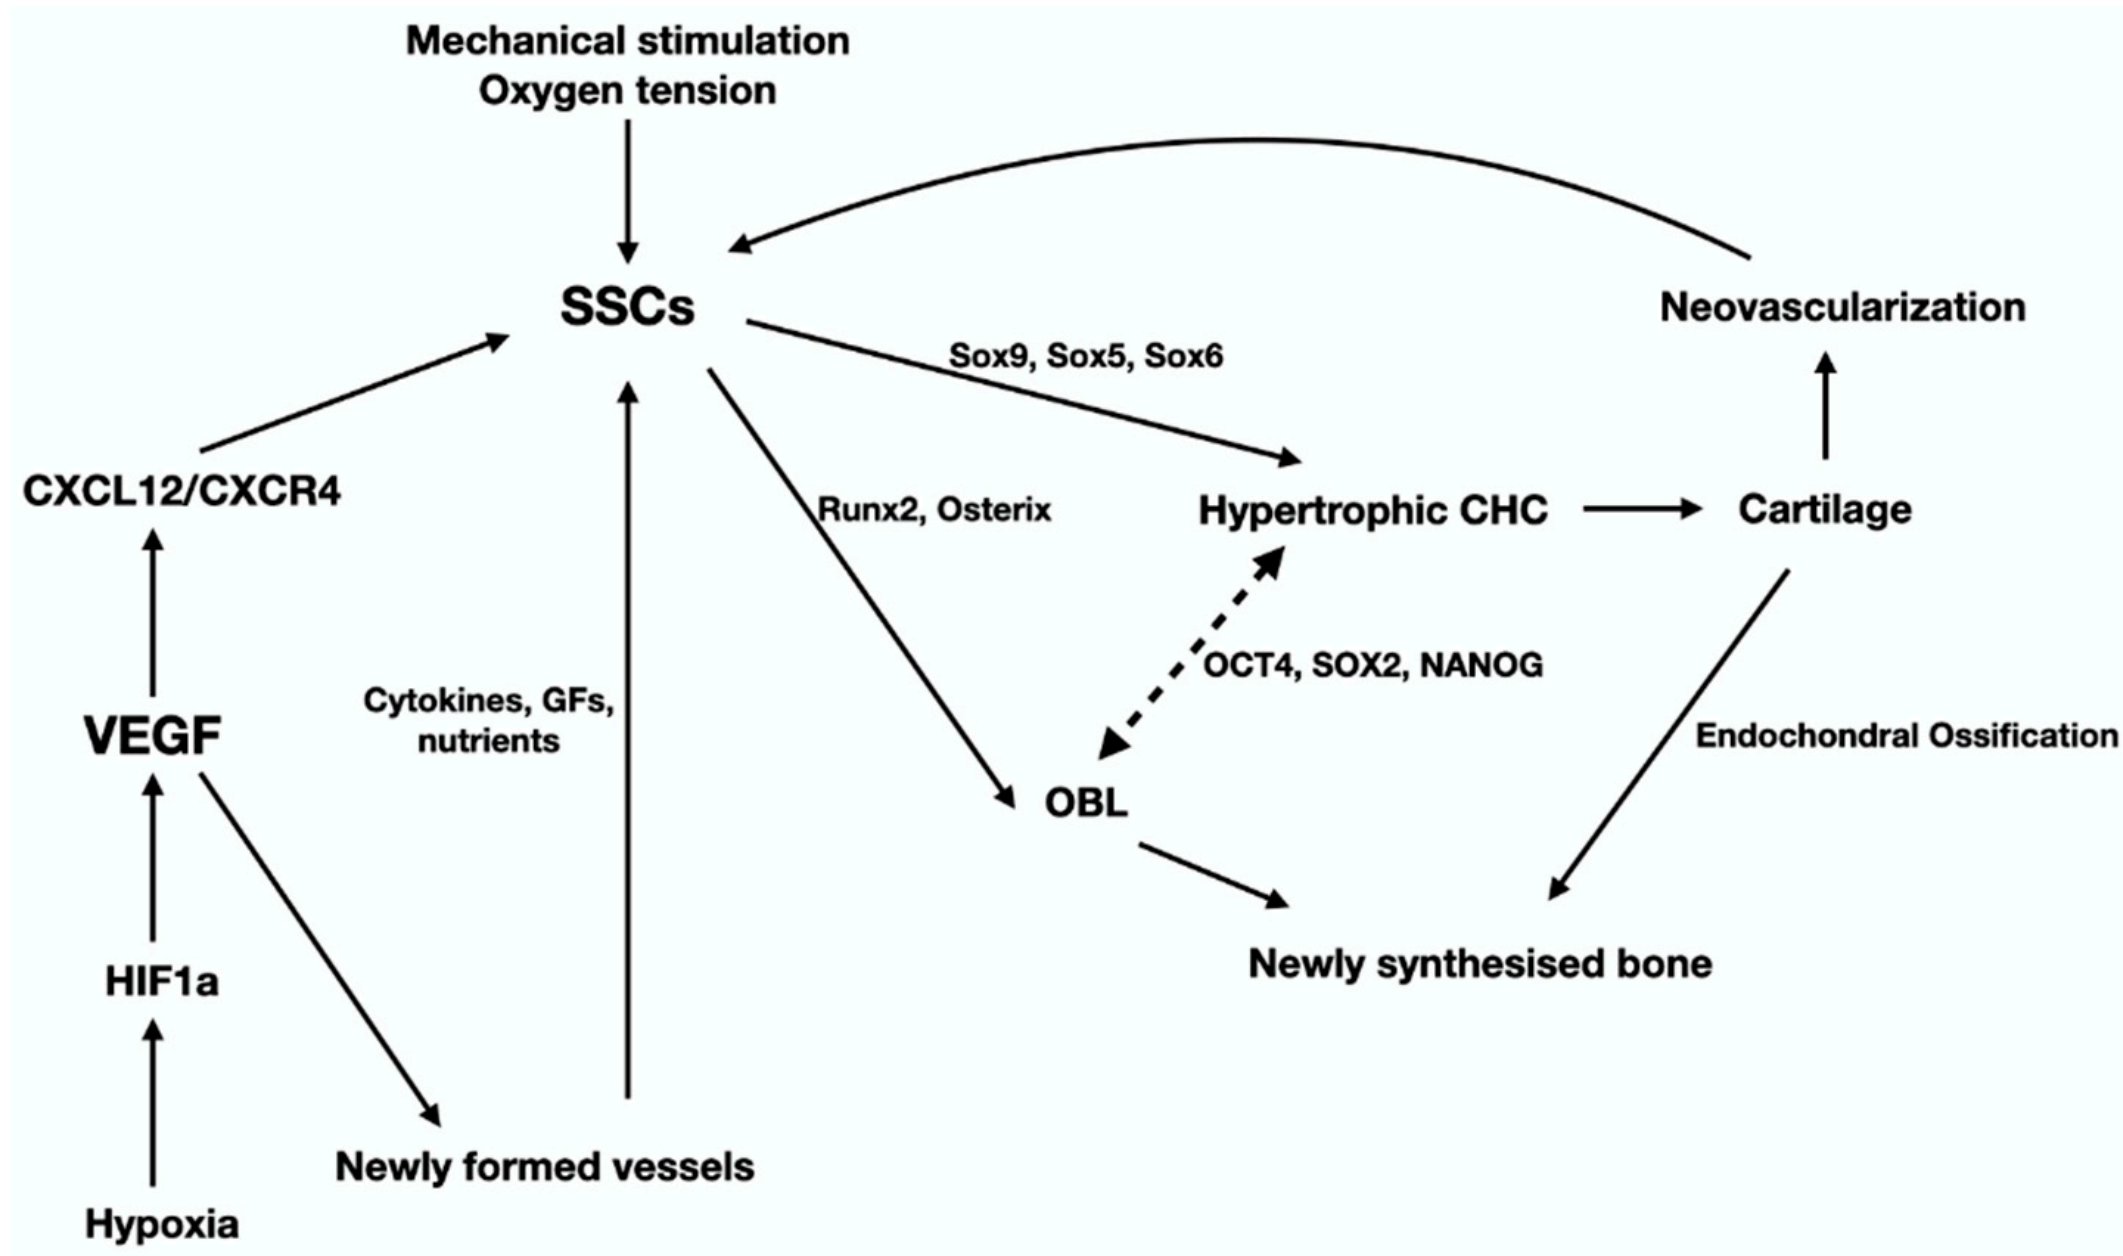 Mechanical stimulation
Oxygen tension
SSCs
Neovascularization
Sox9, Sox5, Sox6
CXCL12/CXCR4
Runx2, Osterix
Hypertrophic CHC
Cartilage
OCT4, SOX2, NANOG
Cytokines, GFs,
nutrients
VEGF
Endochondral Ossification
OBL
HIF1a
Newly synthesised bone
Newly formed vessels
Hypoxia